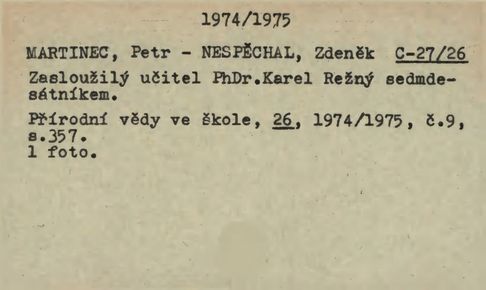 1974/1975
MARTINEC, Petr - NESPĚCHAL, Zdeněk C-27/26
Zasloužilý učitel PhDr.Karel Režný sedmde-
sátníkem.
Přírodní vědy ve škole, 26, 1974/1975, č.9,
s.357.
1 foto.